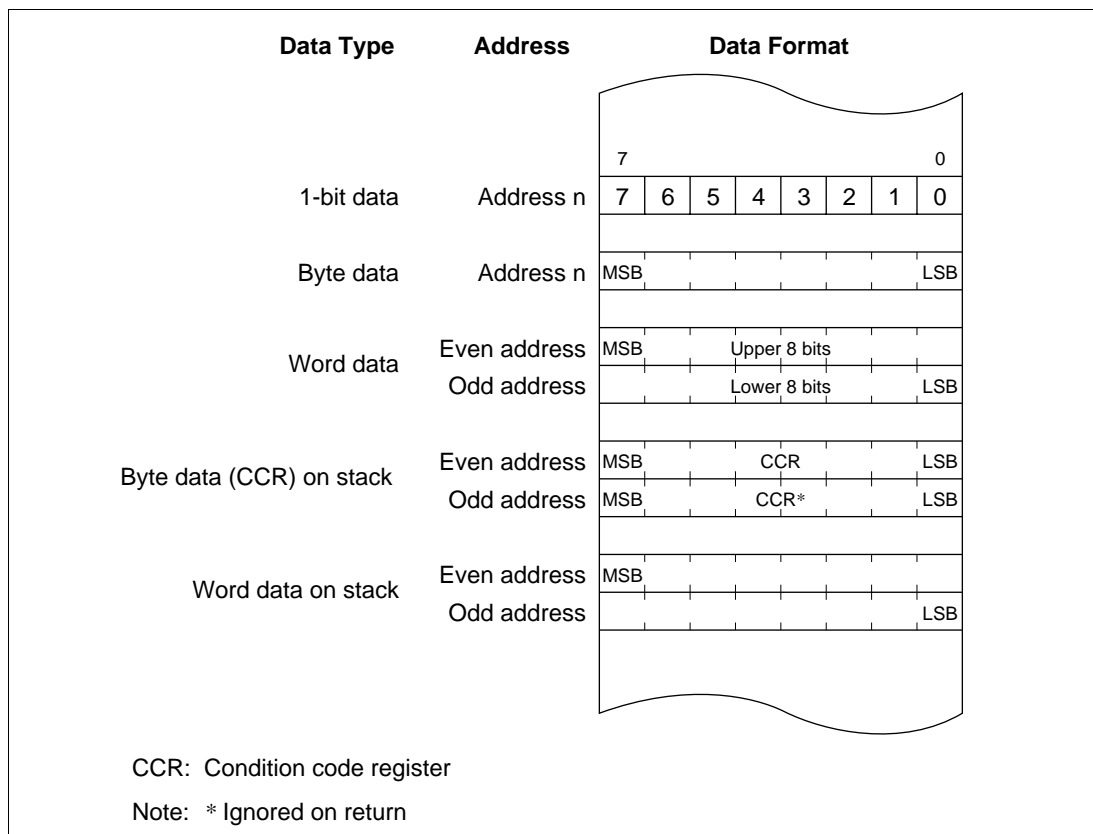 Data Type Address Data Format
7 0
1-bit data Address n 7 6 5 4 3 2 1 0
Byte data Address n MSB LSB
Word data
Even address MSB Upper 8 bits
Odd address Lower 8 bits LSB
Byte data (CCR) on stack
Even address MSB CCR LSB
Odd address MSB CCR* LSB
Word data on stack
Even address MSB
Odd address LSB
CCR: Condition code register
Note: * Ignored on return